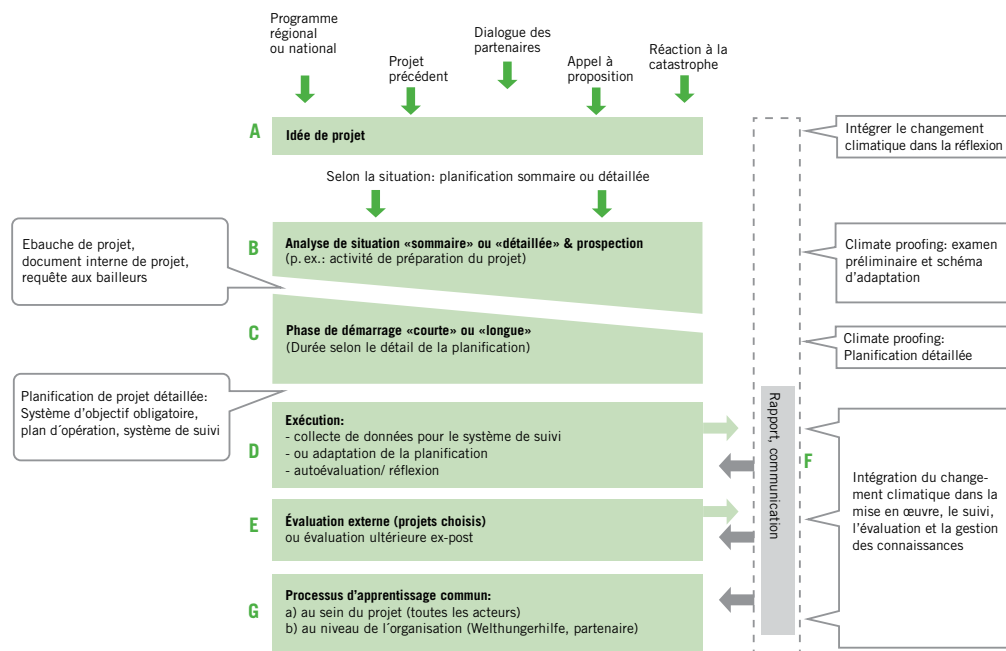 Programme
régional
ou national
Projet
précédent
Dialogue des
partenaires
Appel à
proposition
Réaction à la
catastrophe
A
Idée de projet
Intégrer le changement
climatique dans la réflexion
Selon la situation: planification sommaire ou détaillée
Ebauche de projet,
document interne de projet,
requête aux bailleurs
B
Analyse de situation «sommaire» ou «détaillée» & prospection
(p. ex.: activité de préparation du projet)
Climate proofing: examen
préliminaire et schéma
d'adaptation
C
Phase de démarrage «courte» ou «longue»
(Durée selon le détail de la planification)
Climate proofing:
Planification détaillée
Planification de projet détaillée:
Système d'objectif obligatoire,
plan d´opération, système de suivi
D
Exécution:
- collecte de données pour le système de suivi
- ou adaptation de la planification
- autoévaluation/ réflexion
Rapport, communication
F
Intégration du change-
ment climatique dans la
mise en œuvre, le suivi,
l'évaluation et la gestion
des connaissances
E
Évaluation externe (projets choisis)
ou évaluation ultérieure ex-post
G
Processus d'apprentissage commun:
a) au sein du projet (toutes les acteurs)
b) au niveau de l´organisation (Welthungerhilfe, partenaire)